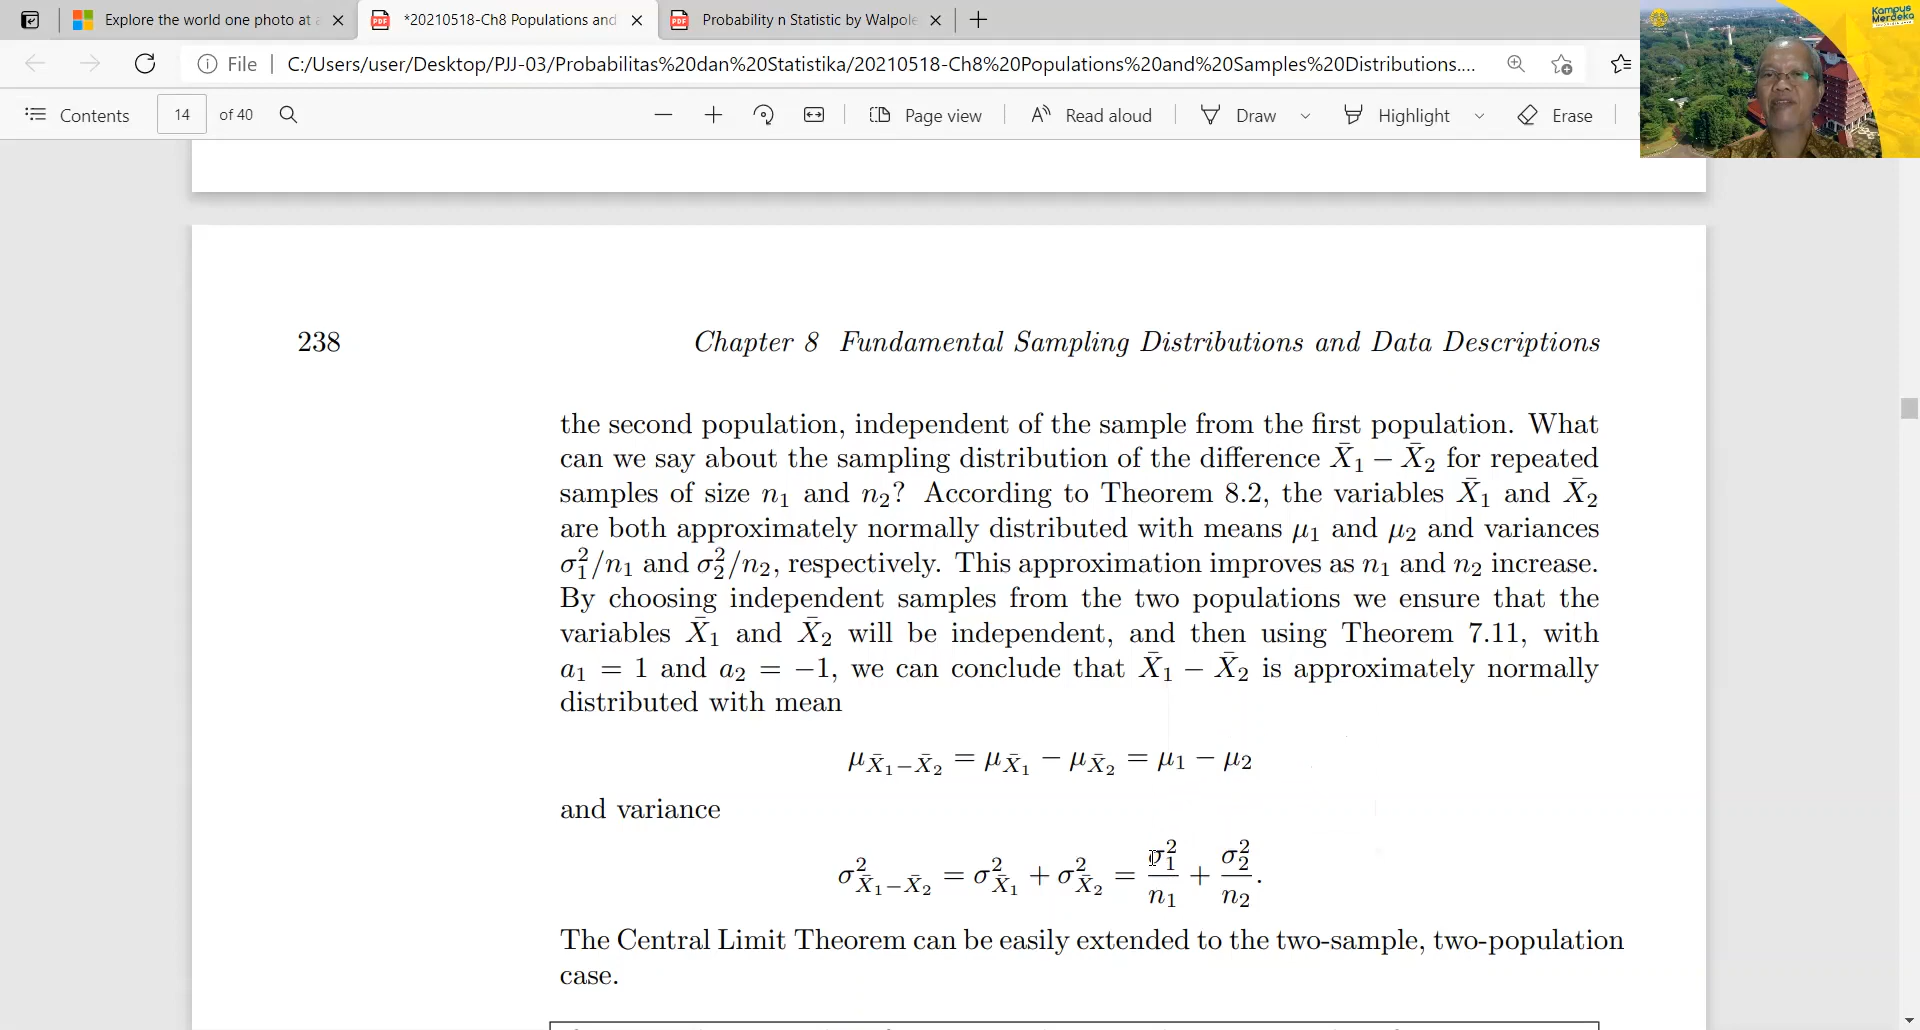 Explore the world one photo at a
*20210518-Ch8 Populations and
Probability n Statistic by Walpole
File
C:/Users/user/Desktop/PJJ-03/Probabilitas%20dan%20Statistika/20210518-Ch8%20Populations%20and%20Samples%20Distributions....
Kampus
Merdeka
Contents
14
of 40
Page view
Read aloud
Draw
Highlight
Erase
238
Chapter 8 Fundamental Sampling Distributions and Data Descriptions
the second population, independent of the sample from the first population. What
can we say about the sampling distribution of the difference X̄₁ − X̄₂ for repeated
samples of size n₁ and n₂? According to Theorem 8.2, the variables X̄₁ and X̄₂
are both approximately normally distributed with means μ₁ and μ₂ and variances
σ₁²/n₁ and σ₂²/n₂, respectively. This approximation improves as n₁ and n₂ increase.
By choosing independent samples from the two populations we ensure that the
variables X̄₁ and X̄₂ will be independent, and then using Theorem 7.11, with
a₁ = 1 and a₂ = −1, we can conclude that X̄₁ − X̄₂ is approximately normally
distributed with mean
μ_{X̄₁−X̄₂} = μ_{X̄₁} − μ_{X̄₂} = μ₁ − μ₂
and variance
σ²_{X̄₁−X̄₂} = σ²_{X̄₁} + σ²_{X̄₂} = σ₁²/n₁ + σ₂²/n₂.
The Central Limit Theorem can be easily extended to the two-sample, two-population
case.